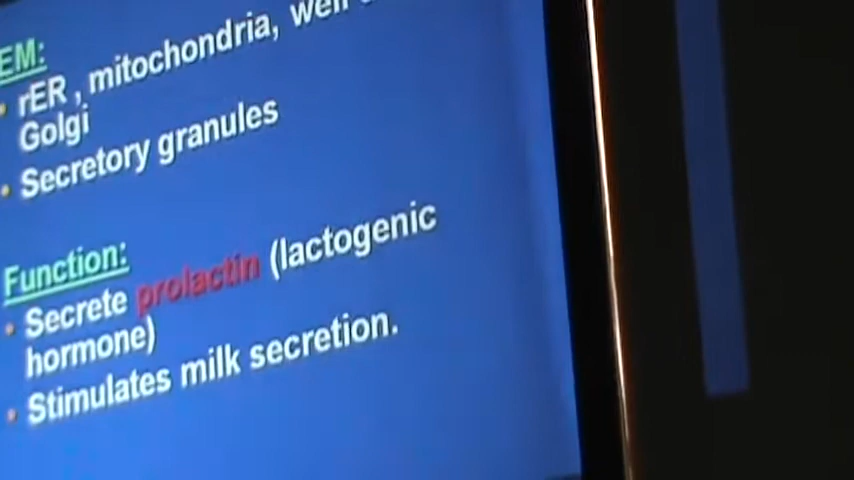 EM:
• rER , mitochondria, well
Golgi
• Secretory granules
Function:
• Secrete prolactin (lactogenic
hormone)
• Stimulates milk secretion.